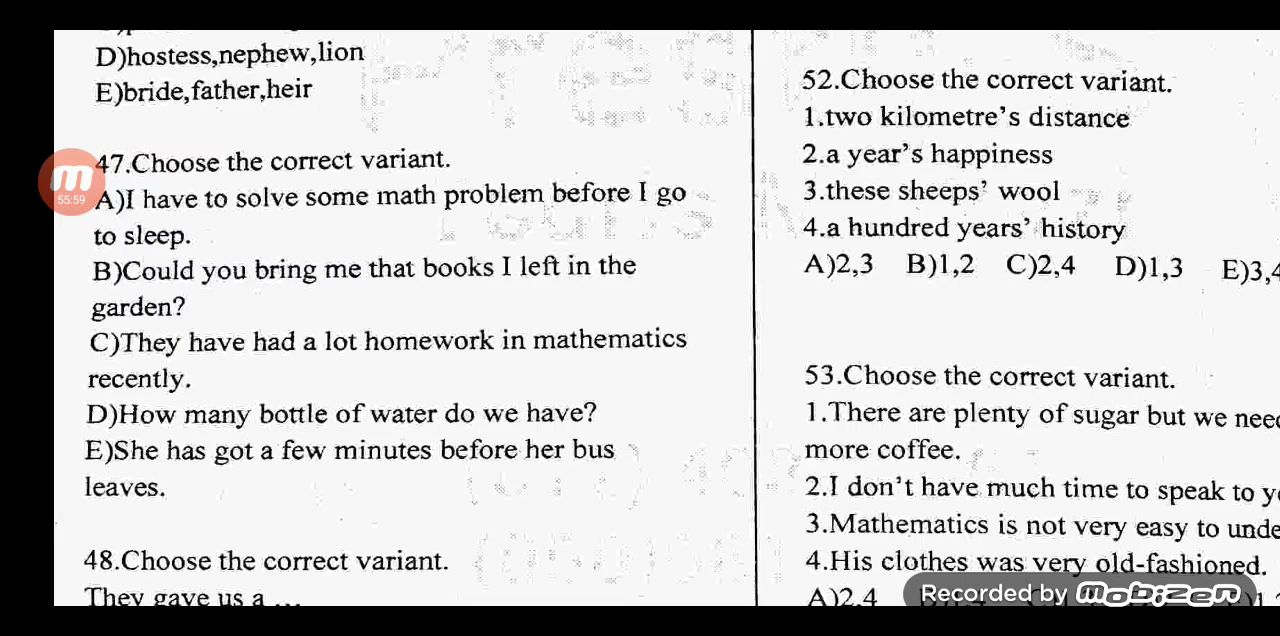 D)hostess,nephew,lion
E)bride,father,heir
47.Choose the correct variant.
A)I have to solve some math problem before I go
to sleep.
B)Could you bring me that books I left in the
garden?
C)They have had a lot homework in mathematics
recently.
D)How many bottle of water do we have?
E)She has got a few minutes before her bus
leaves.
48.Choose the correct variant.
They gave us a ...
52.Choose the correct variant.
1.two kilometre's distance
2.a year's happiness
3.these sheeps' wool
4.a hundred years' history
A)2,3 B)1,2 C)2,4 D)1,3 E)3,4
53.Choose the correct variant.
1.There are plenty of sugar but we need
more coffee.
2.I don't have much time to speak to
3.Mathematics is not very easy to
4.His clothes was very old-fashioned.
A)2,4
55:59
Recorded by Mobizen